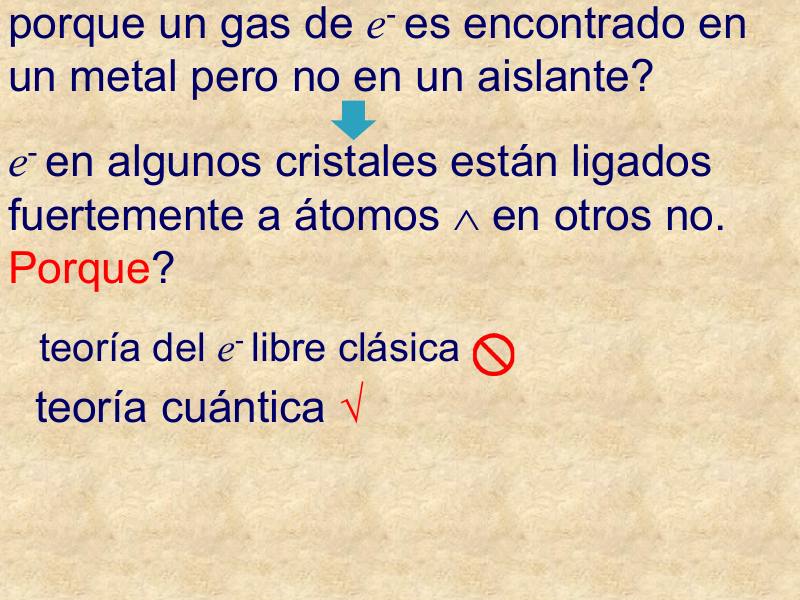 porque un gas de e⁻ es encontrado en
un metal pero no en un aislante?
e⁻ en algunos cristales están ligados
fuertemente a átomos ∧ en otros no.
Porque?
teoría del e⁻ libre clásica
teoría cuántica √